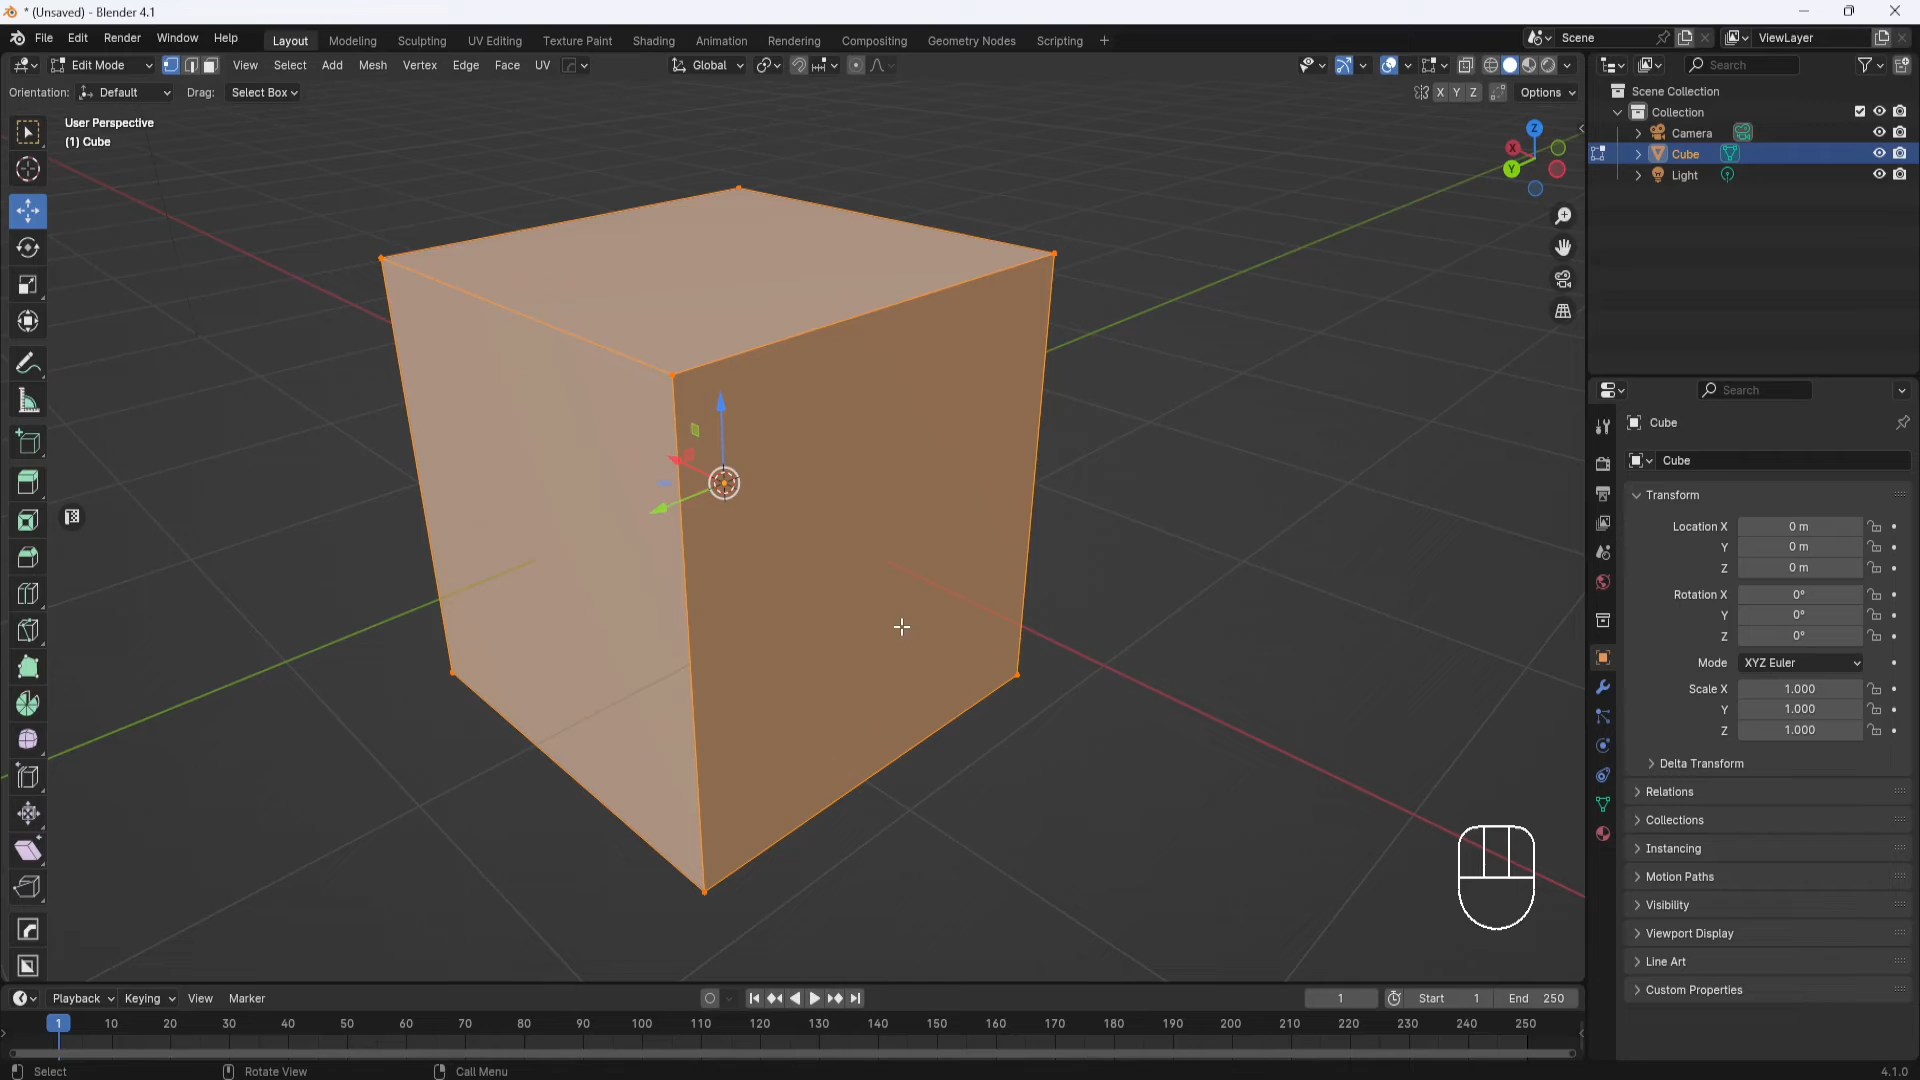 * (Unsaved) - Blender 4.1
File Edit Render Window Help Layout Modeling Sculpting UV Editing Texture Paint Shading Animation Rendering Compositing Geometry Nodes Scripting + Scene ViewLayer
Edit Mode View Select Add Mesh Vertex Edge Face UV Global Search
Orientation: Default Drag: Select Box X Y Z Options
Scene Collection
Collection
Camera
Cube
Light
User Perspective
(1) Cube
Z
X
Y
Search
Cube
Cube
Transform
Location X 0 m
Y 0 m
Z 0 m
Rotation X 0°
Y 0°
Z 0°
Mode XYZ Euler
Scale X 1.000
Y 1.000
Z 1.000
Delta Transform
Relations
Collections
Instancing
Motion Paths
Visibility
Viewport Display
Line Art
Custom Properties
Playback Keying View Marker 1 Start 1 End 250
1 10 20 30 40 50 60 70 80 90 100 110 120 130 140 150 160 170 180 190 200 210 220 230 240 250
Select Rotate View Call Menu 4.1.0